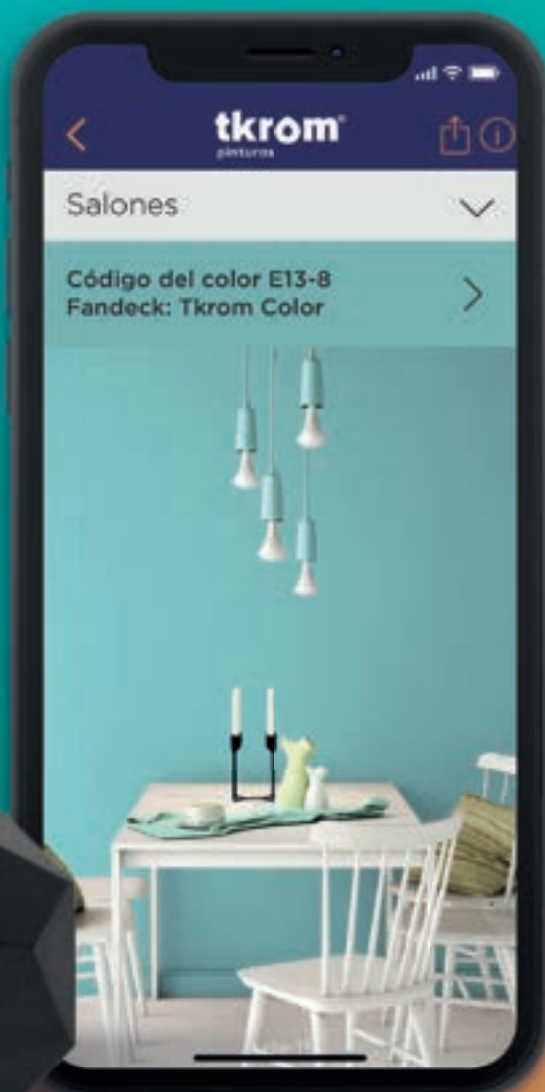 tkrom®
pinturas
Salones
Código del color E13-8
Fandeck: Tkrom Color